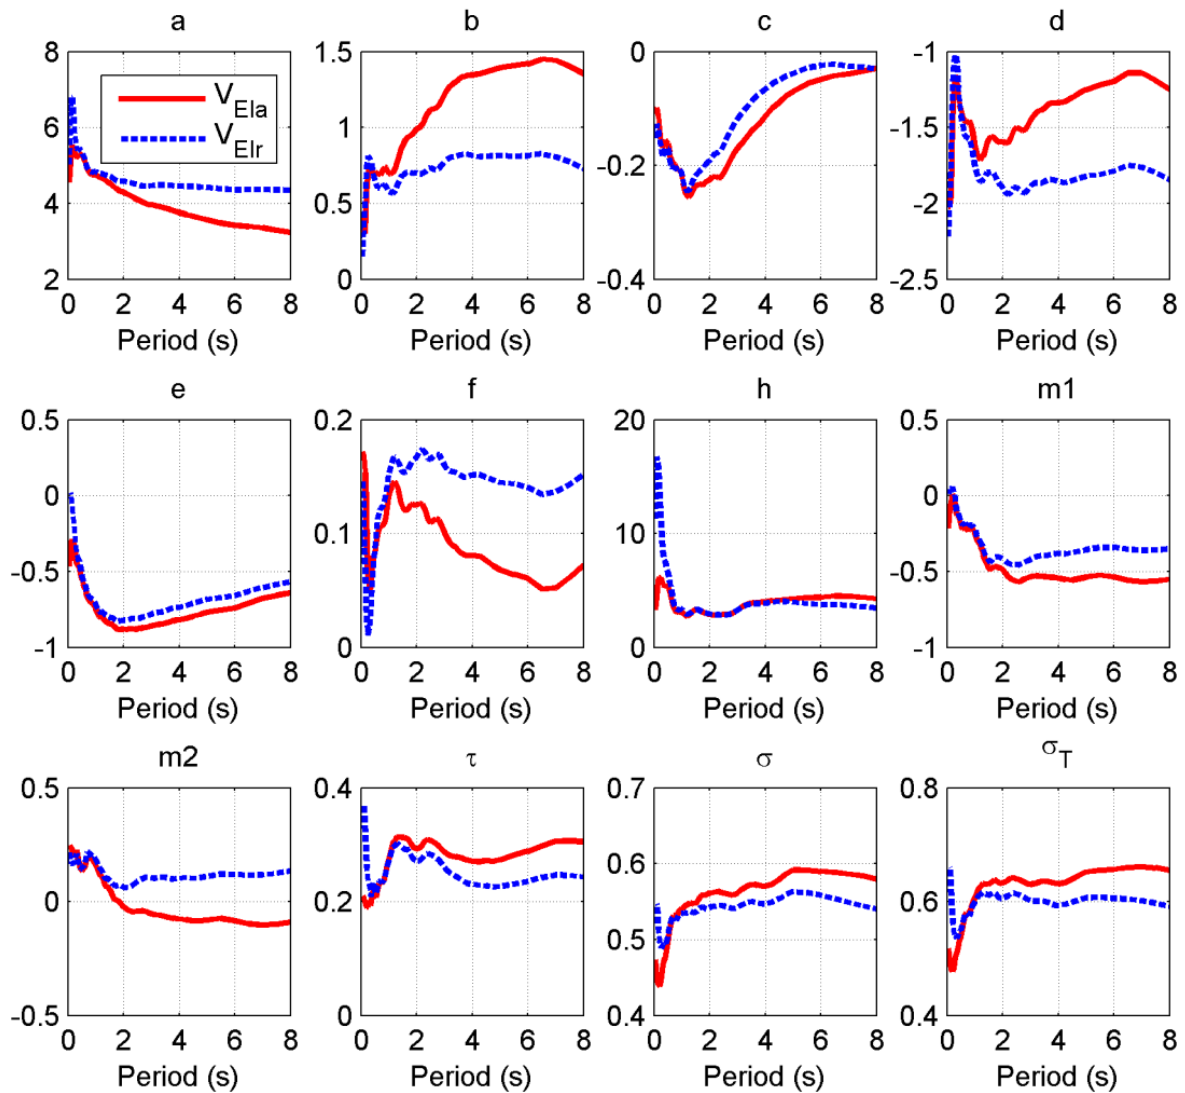 a b c d
8 1.5 0 -1
V_EIa
V_EIr
6 1 -0.2 -1.5
4 0.5 -2
2 0 -0.4 -2.5
0 2 4 6 8 0 2 4 6 8 0 2 4 6 8 0 2 4 6 8
Period (s) Period (s) Period (s) Period (s)
e f h m1
0.5 0.2 20 0.5
0 0.1 10 0
-0.5 -0.5
-1 0 0 -1
0 2 4 6 8 0 2 4 6 8 0 2 4 6 8 0 2 4 6 8
Period (s) Period (s) Period (s) Period (s)
m2 τ σ σ_T
0.5 0.4 0.7 0.8
0 0.2 0.6 0.6
0.5
-0.5 0 0.4 0.4
0 2 4 6 8 0 2 4 6 8 0 2 4 6 8 0 2 4 6 8
Period (s) Period (s) Period (s) Period (s)